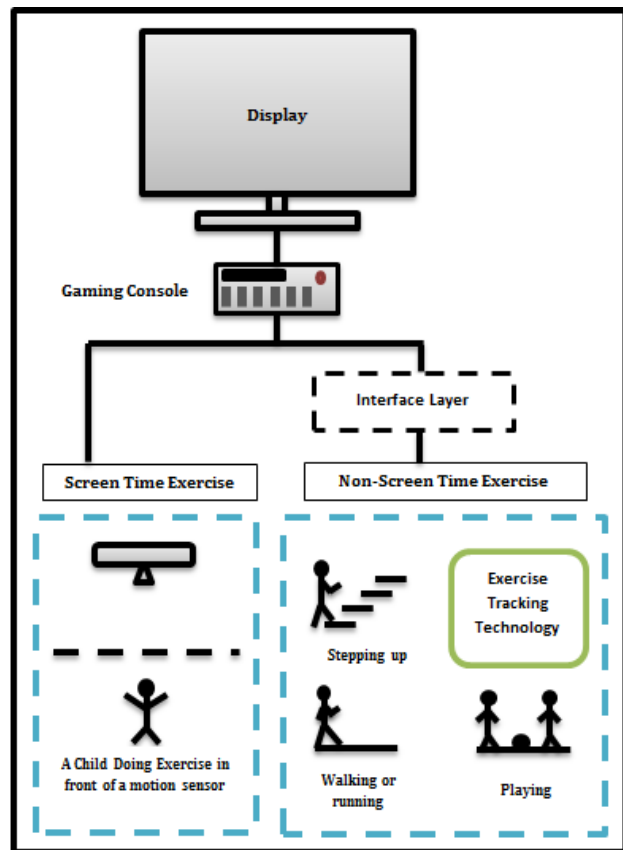 Display
Gaming Console
Interface Layer
Screen Time Exercise
Non-Screen Time Exercise
Exercise
Tracking
Technology
Stepping up
A Child Doing Exercise in
front of a motion sensor
Walking or
running
Playing